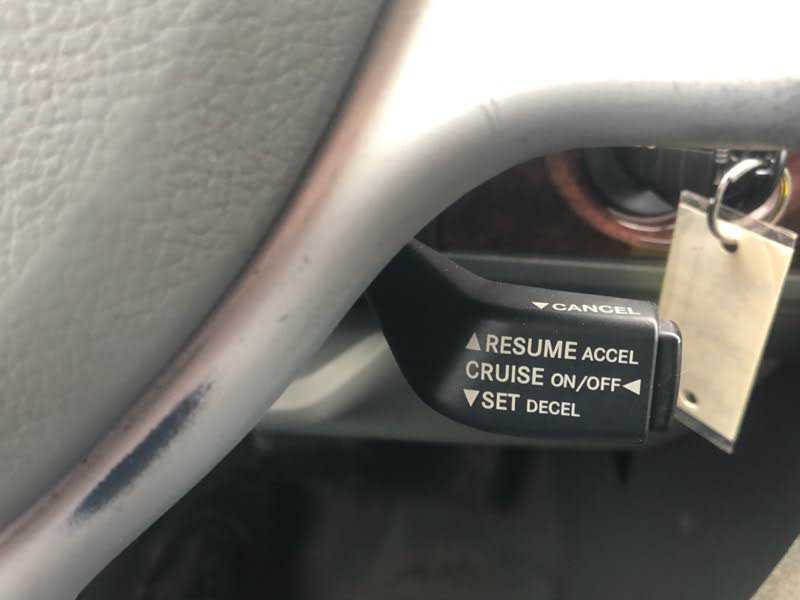 ▼CANCEL
▲RESUME ACCEL
CRUISE ON/OFF◀
▼SET DECEL